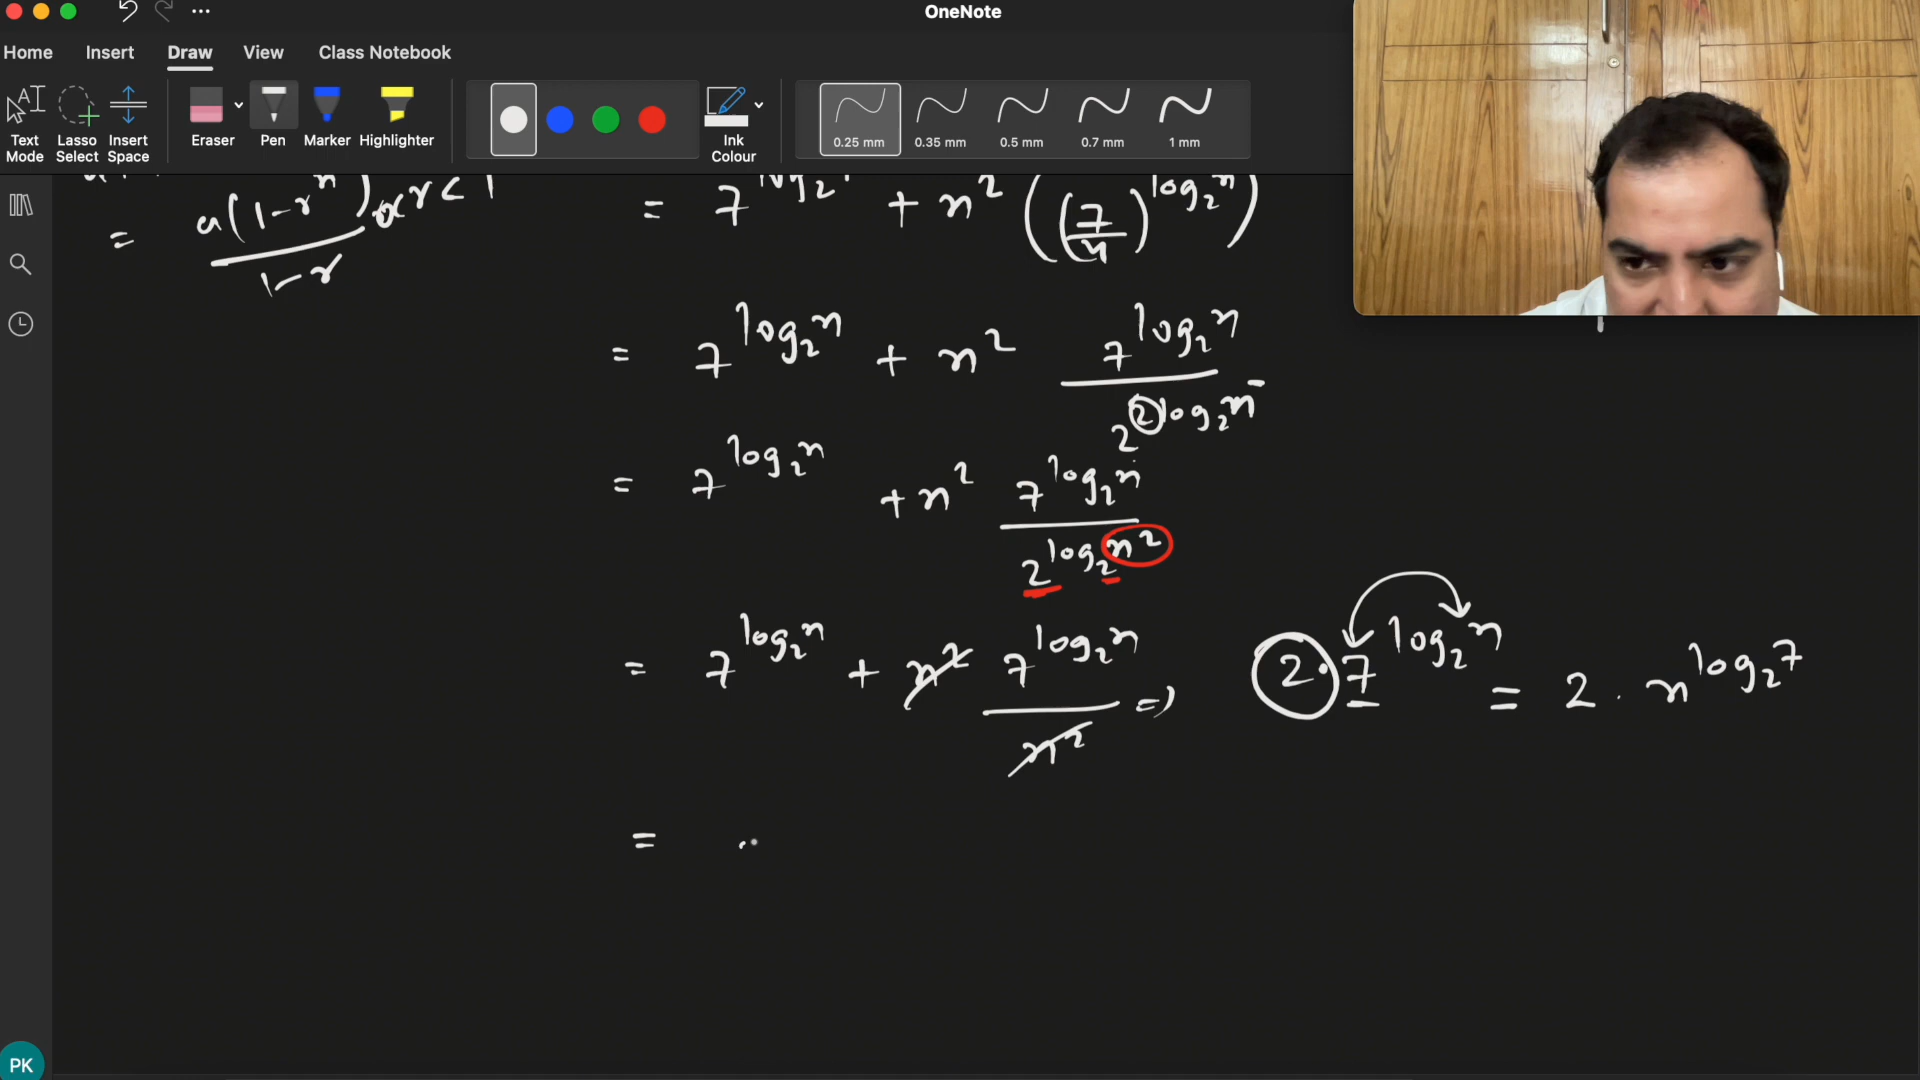 OneNote
Home Insert Draw View Class Notebook
Text Mode
Lasso Select
Insert Space
Eraser
Pen
Marker
Highlighter
Ink Colour
0.25 mm
0.35 mm
0.5 mm
0.7 mm
1 mm
= a(1-r^n)/(1-r) r < 1
= 7^(log₂ + n² ((7/4)^(log₂n))
= 7^(log₂n) + n² 7^(log₂n) / 2^(2log₂n)
= 7^(log₂n) + n² 7^(log₂n) / 2^(log₂n²)
= 7^(log₂n) + n² 7^(log₂n) / n² => 2·7^(log₂n) = 2 . n^(log₂7)
=
PK